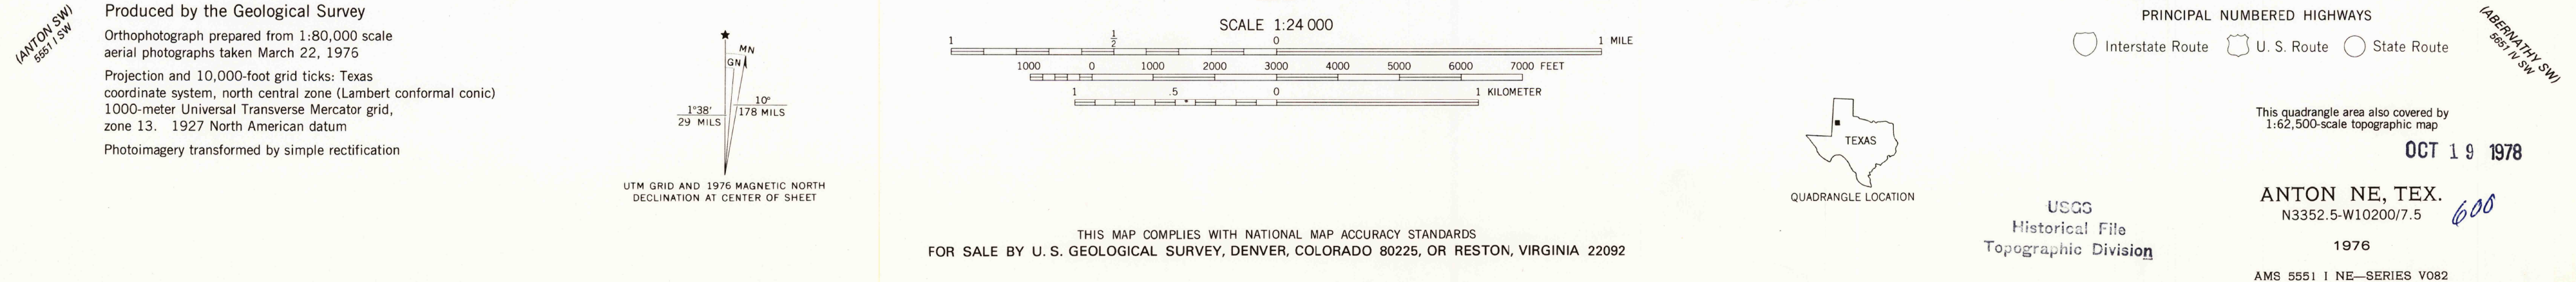 (ANTON SW)
5551 I SW
Produced by the Geological Survey
Orthophotograph prepared from 1:80,000 scale
aerial photographs taken March 22, 1976
Projection and 10,000-foot grid ticks: Texas
coordinate system, north central zone (Lambert conformal conic)
1000-meter Universal Transverse Mercator grid,
zone 13. 1927 North American datum
Photoimagery transformed by simple rectification
MN
GN
1°38′
29 MILS
10°
178 MILS
UTM GRID AND 1976 MAGNETIC NORTH
DECLINATION AT CENTER OF SHEET
SCALE 1:24 000
1 1/2 0 1 MILE
1000 0 1000 2000 3000 4000 5000 6000 7000 FEET
1 .5 0 1 KILOMETER
THIS MAP COMPLIES WITH NATIONAL MAP ACCURACY STANDARDS
FOR SALE BY U. S. GEOLOGICAL SURVEY, DENVER, COLORADO 80225, OR RESTON, VIRGINIA 22092
TEXAS
QUADRANGLE LOCATION
PRINCIPAL NUMBERED HIGHWAYS
Interstate Route U. S. Route State Route
(ABERNATHY SW)
5651 IV SW
This quadrangle area also covered by
1:62,500-scale topographic map
OCT 19 1978
USGS
Historical File
Topographic Division
ANTON NE, TEX.
N3352.5-W10200/7.5
600
1976
AMS 5551 I NE—SERIES V082